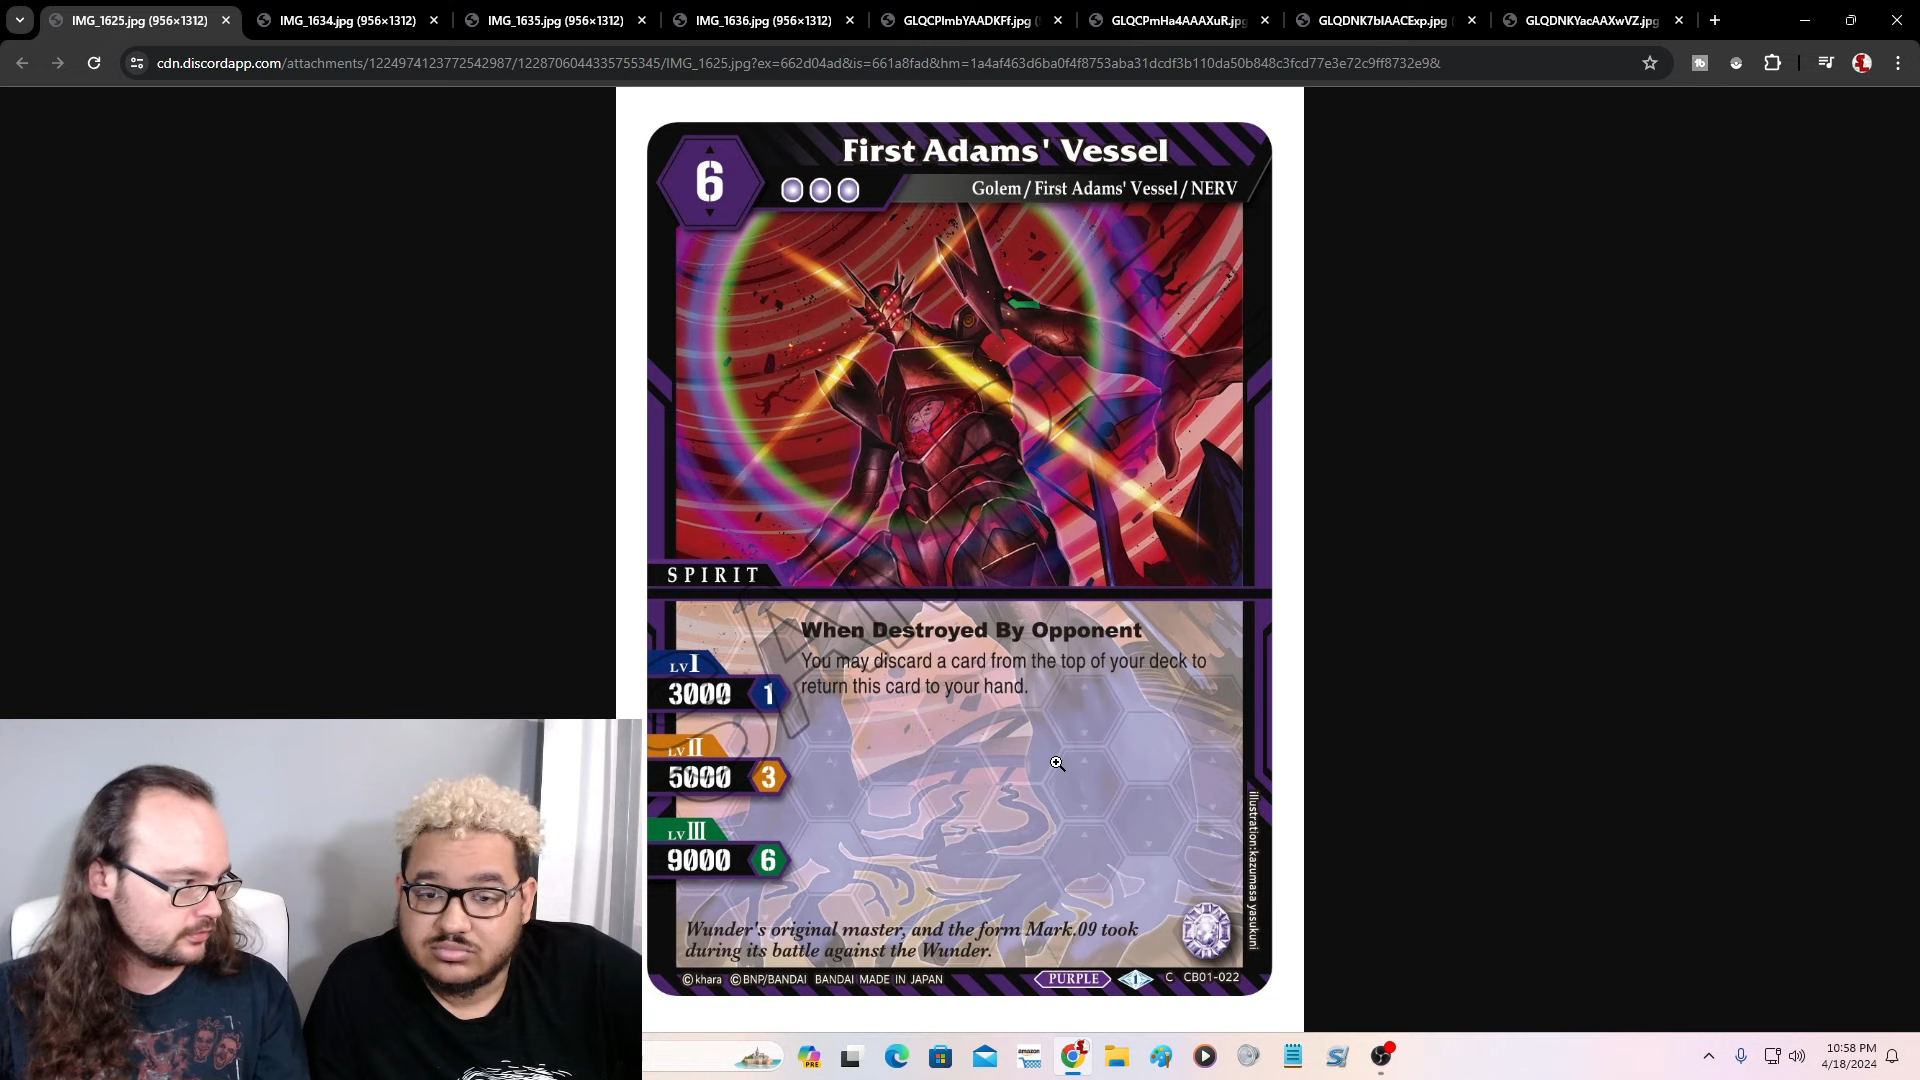 IMG_1625.jpg (956×1312)
IMG_1634.jpg (956×1312)
IMG_1635.jpg (956×1312)
IMG_1636.jpg (956×1312)
GLQCPlmbYAADKFf.jpg
GLQCPmHa4AAAXuR.jpg
GLQDNK7bIAACExp.jpg
GLQDNKYacAAXwVZ.jpg
cdn.discordapp.com/attachments/1224974123772542987/1228706044335755345/IMG_1625.jpg?ex=662d04ad&is=661a8fad&hm=1a4af463d6ba0f4f8753aba31dcdf3b110da50b848c3fcd77e3e72c9ff8732e9&
First Adams' Vessel
6
Golem / First Adams' Vessel / NERV
SAMPLE
SPIRIT
When Destroyed By Opponent
You may discard a card from the top of your deck to
return this card to your hand.
LV I
3000 1
LV II
5000 3
LV III
9000 6
illustration:kazumasa yasukuni
Wunder's original master, and the form Mark.09 took
during its battle against the Wunder.
©khara ©BNP/BANDAI BANDAI MADE IN JAPAN
PURPLE
1
C CB01-022
PRE
amazon
10:58 PM
4/18/2024